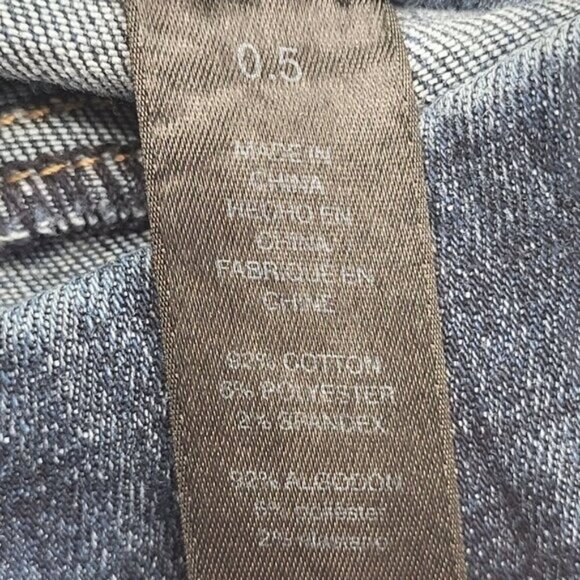 0.5
MADE IN
CHINA
HECHO EN
CHINA
FABRIQUE EN
CHINE
92% COTTON
6% POLYESTER
2% SPANDEX
92% ALGODON
6% poliester
2%